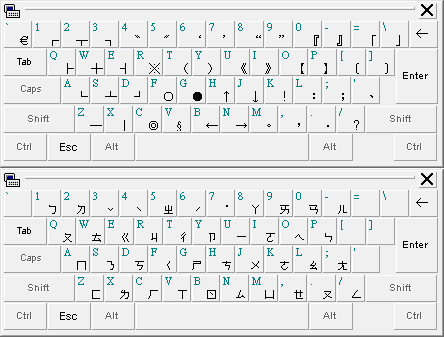 ` € 1 ┌ 2 ┬ 3 ┐ 4 〝 5 〞 6 ‘ 7 ’ 8 “ 9 ” 0 『 - 』 = 「 \ 」 ←
Tab Q ├ W ┼ E ┤ R ※ T 〈 Y 〉 U 《 I 》 O 【 P 】 [ 〔 ] 〕
Caps A └ S ┴ D ┘ F ○ G ● H ↑ J ↓ K ！ L ： ; ； ' 、 Enter
Shift Z ─ X │ C ◎ V § B ← N → M 。 , ， . · / ？ Shift
Ctrl Esc Alt Alt Ctrl
` 1 ㄅ 2 ㄉ 3 ˇ 4 ˋ 5 ㄓ 6 ˊ 7 ˙ 8 ㄚ 9 ㄞ 0 ㄢ - ㄦ = \ ←
Tab Q ㄆ W ㄊ E ㄍ R ㄐ T ㄔ Y ㄗ U ㄧ I ㄛ O ㄟ P ㄣ [ ]
Caps A ㄇ S ㄋ D ㄎ F ㄑ G ㄕ H ㄘ J ㄨ K ㄜ L ㄠ ; ㄤ ' Enter
Shift Z ㄈ X ㄌ C ㄏ V ㄒ B ㄖ N ㄙ M ㄩ , ㄝ . ㄡ / ㄥ Shift
Ctrl Esc Alt Alt Ctrl